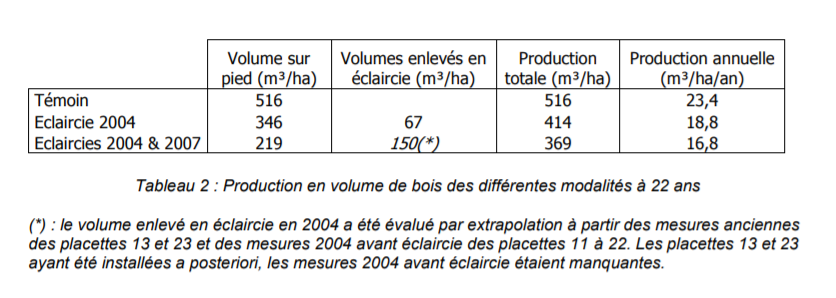 Volume sur pied (m³/ha) Volumes enlevés en éclaircie (m³/ha) Production totale (m³/ha) Production annuelle (m³/ha/an)
Témoin 516 516 23,4
Eclaircie 2004 346 67 414 18,8
Eclaircies 2004 & 2007 219 150(*) 369 16,8
Tableau 2 : Production en volume de bois des différentes modalités à 22 ans
(*) : le volume enlevé en éclaircie en 2004 a été évalué par extrapolation à partir des mesures anciennes
des placettes 13 et 23 et des mesures 2004 avant éclaircie des placettes 11 à 22. Les placettes 13 et 23
ayant été installées a posteriori, les mesures 2004 avant éclaircie étaient manquantes.